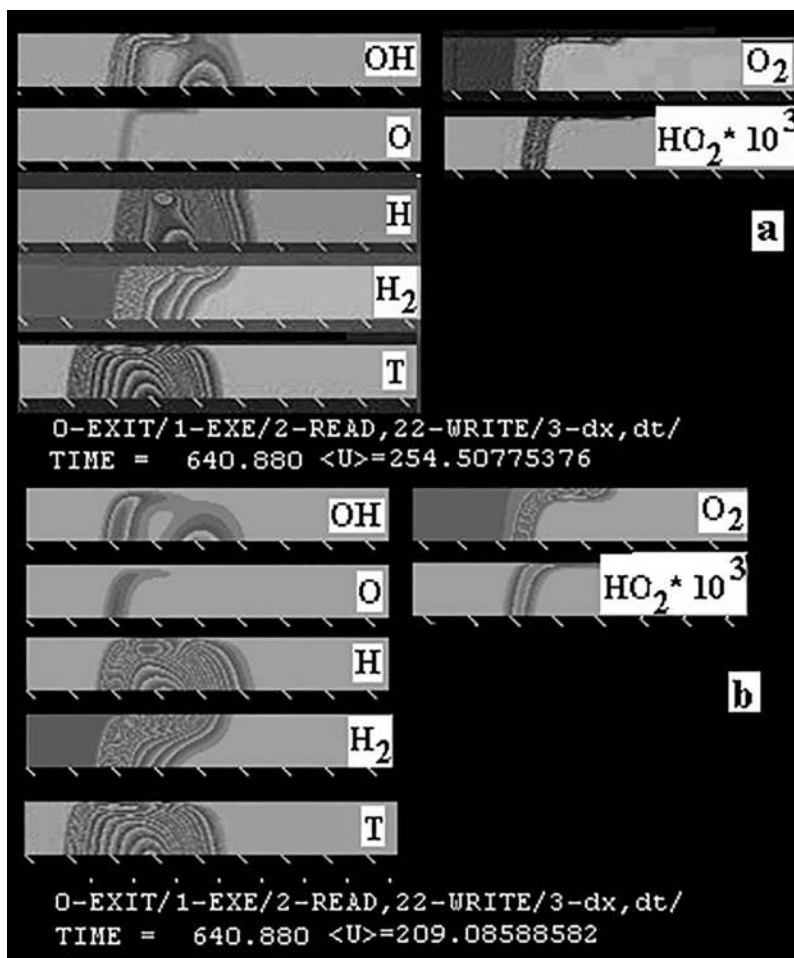 OH
O₂
O
HO₂* 10³
H
a
H₂
T
0-EXIT/1-EXE/2-READ,22-WRITE/3-dx,dt/
TIME = 640.880 <U>=254.50775376
OH
O₂
O
HO₂* 10³
H
b
H₂
T
0-EXIT/1-EXE/2-READ,22-WRITE/3-dx,dt/
TIME = 640.880 <U>=209.08588582